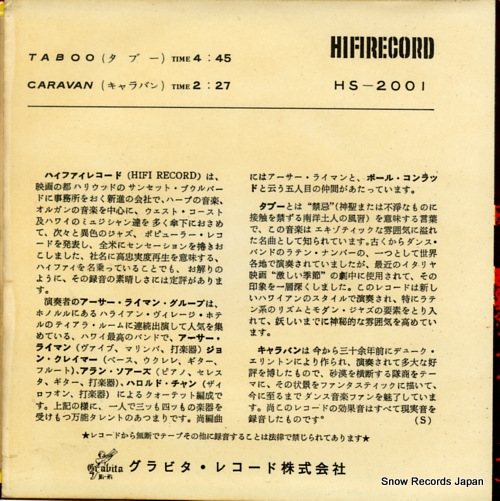 TABOO (タブー) TIME 4:45
CARAVAN (キャラバン) TIME 2:27
HIFIRECORD
HS-2001
ハイファイレコード (HIFI RECORD) は、
映画の都ハリウッドのサンセット・ブウルバー
ドに事務所をおく新進の会社で、ハープの音楽、
オルガンの音楽を中心に、ウエスト・コースト
及ハワイのミュジシャン達を多く傘下におさめ
て、次々と異色のジャズ、ポピューラー・レコ
ードを発表し、全米にセンセーションを捲きお
こしました、社名に高忠実度再生を意味する、
ハイファイを名乗っていることでも、お解りの
ように、その録音の素晴しさには定評がありま
す。
演奏者のアーサー・ライマン・グループは、
ホノルルにあるハワイアン・ヴィレーヂ・ホテ
ルのティアラ・ルームに連続出演して人気を集
めている、ハワイ最高のバンドで、アーサー・
ライマン (ヴァイブ、マリンバ、打楽器) ジョ
ン・クレイマー (ベース、ウクレレ、ギター、
フルート)、アラン・ソアーズ (ピアノ、セレス
タ、ギター、打楽器)、ハロルド・チャン (ザイ
ロフオン、打楽器) によるクォーテット編成で
す。上記の様に、一人で三ッも四ッもの楽器を
受けもつ万能タレントのあつまりです。尚編曲
にはアーサー・ライマンと、ポール・コンラッ
ドと云う五人目の仲間があたっています。
タブーとは"禁忌"(神聖または不浄なものに
接触を禁ずる南洋土人の風習) を意味する言葉
で、この音楽は エキゾティックな雰囲気に溢れ
た名曲として知られています。古くからダンス・
バンドのラテン・ナンバーの、一つとして世界
各地で演奏されていましたが、最近のイタリヤ
映画"激しい季節"の劇中に使用されて、その
印象を一層深くしました。このレコードは新し
いハワイアンのスタイルで演奏され、特にラテ
ン系のリズムとモダン・ジャズの要素をとり入
れて、妖しいまでに神秘的な雰囲気を高めてい
ます。
キャラバンは今から三十余年前にデューク・
エリントンにより作られ、演奏されて多大な好
評を博したもので、砂漠を横断する隊商をテー
マに、その状景をファンタスティックに描いて、
今に至るまで ダンス音楽ファンを魅了していま
す。尚このレコードの効果音はすべて現実音を
録音したものです" (S)
★レコードから無断でテープその他に録音することは法律で禁じられてあります★
Gravita
Hi-Fi
グラビタ・レコード株式会社
Snow Records Japan